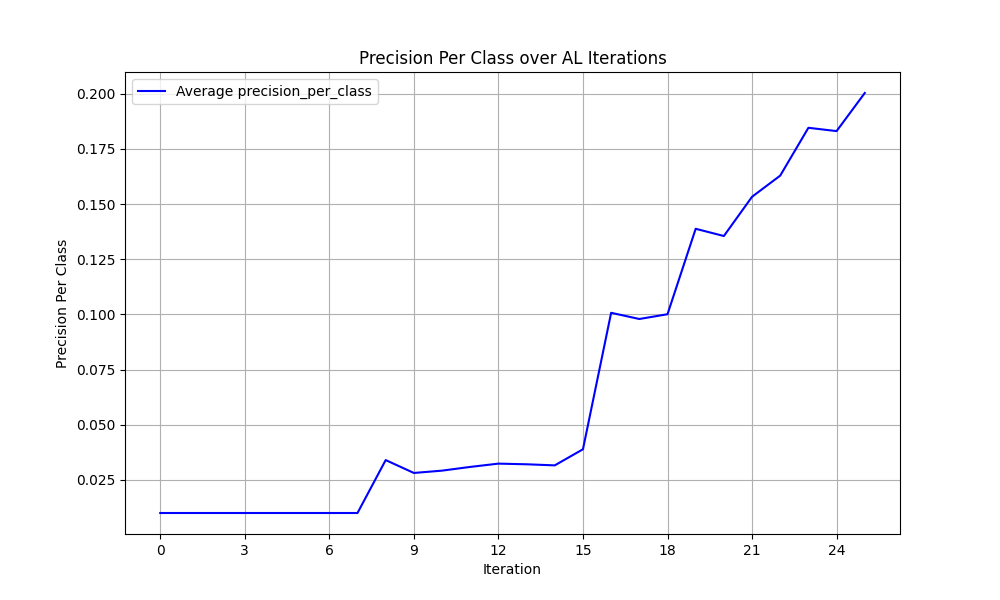 Precision Per Class over AL Iterations
Average precision_per_class
Precision Per Class
0.200
0.175
0.150
0.125
0.100
0.075
0.050
0.025
0 3 6 9 12 15 18 21 24
Iteration